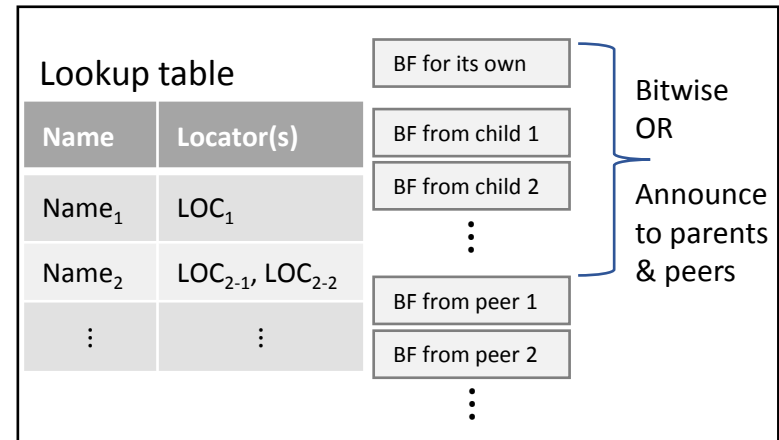 Lookup table
Name Locator(s)
Name₁ LOC₁
Name₂ LOC₂₋₁, LOC₂₋₂
⋮ ⋮
BF for its own
BF from child 1
BF from child 2
⋮
BF from peer 1
BF from peer 2
⋮
Bitwise
OR
Announce
to parents
& peers